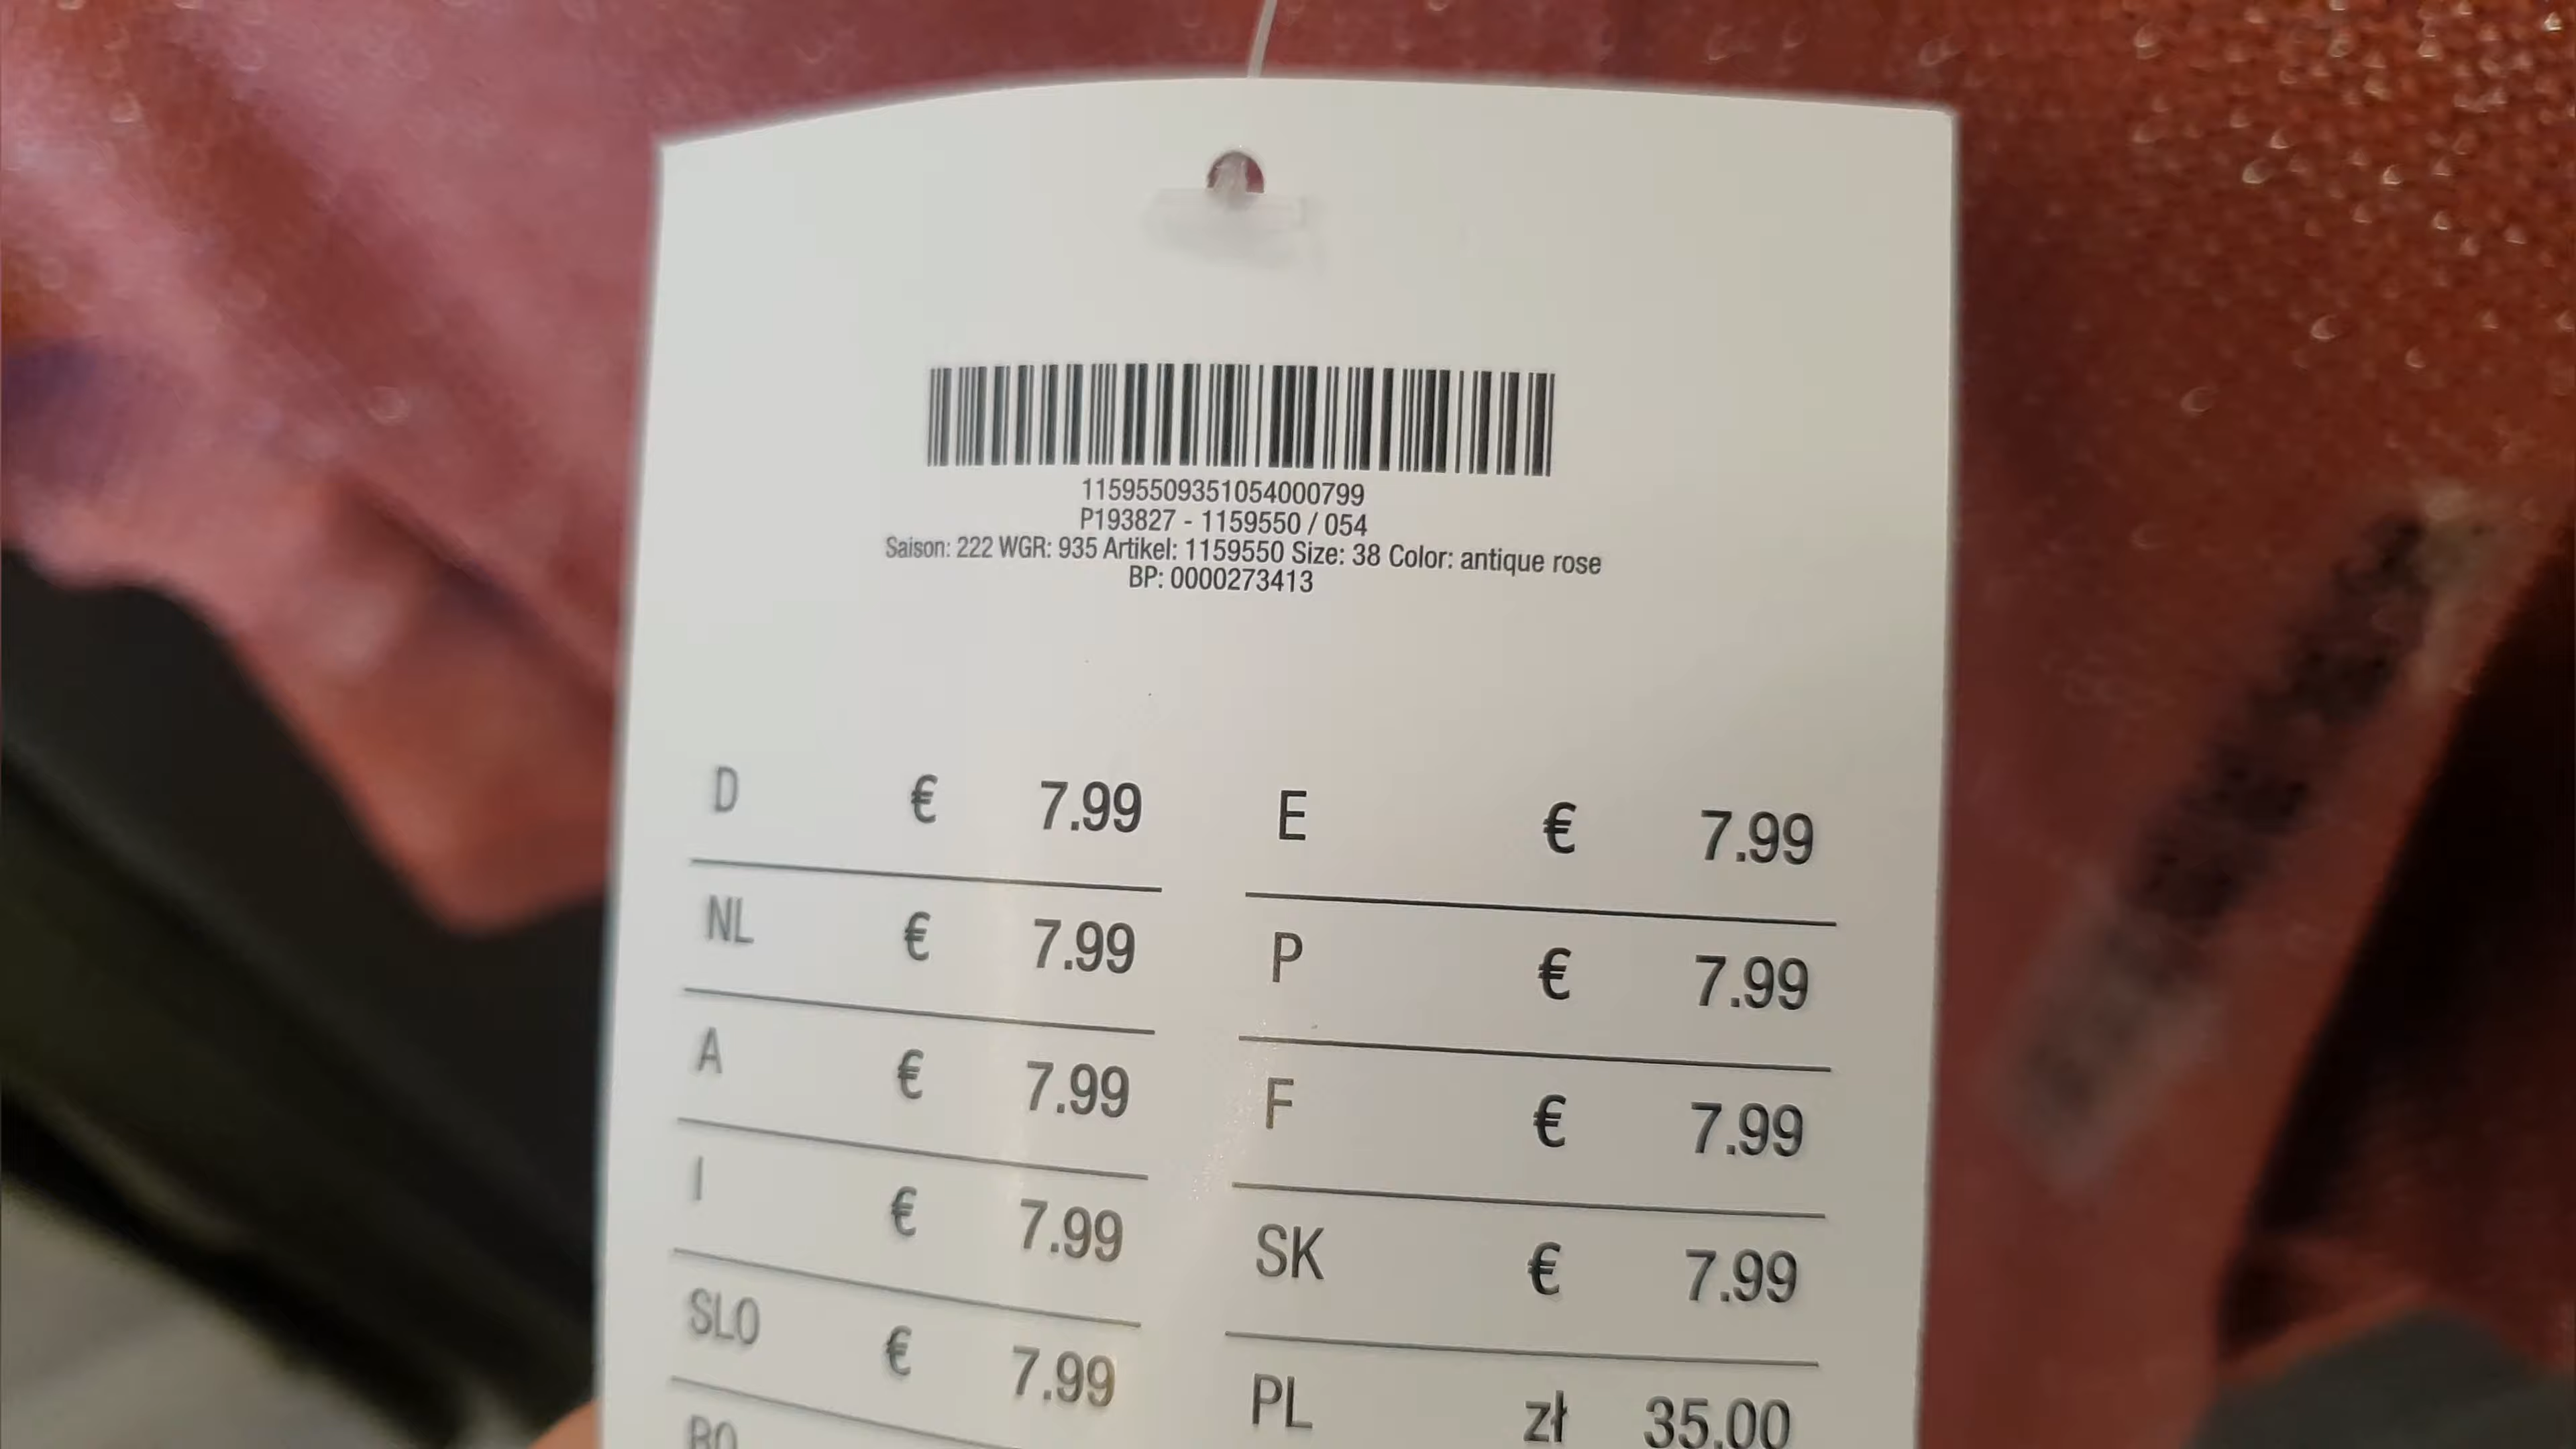 11595509351054000799
P193827 - 1159550 / 054
Saison: 222 WGR: 935 Artikel: 1159550 Size: 38 Color: antique rose
BP: 0000273413
D € 7.99
NL € 7.99
A € 7.99
I € 7.99
SLO € 7.99
E € 7.99
P € 7.99
F € 7.99
SK € 7.99
PL zł 35.00